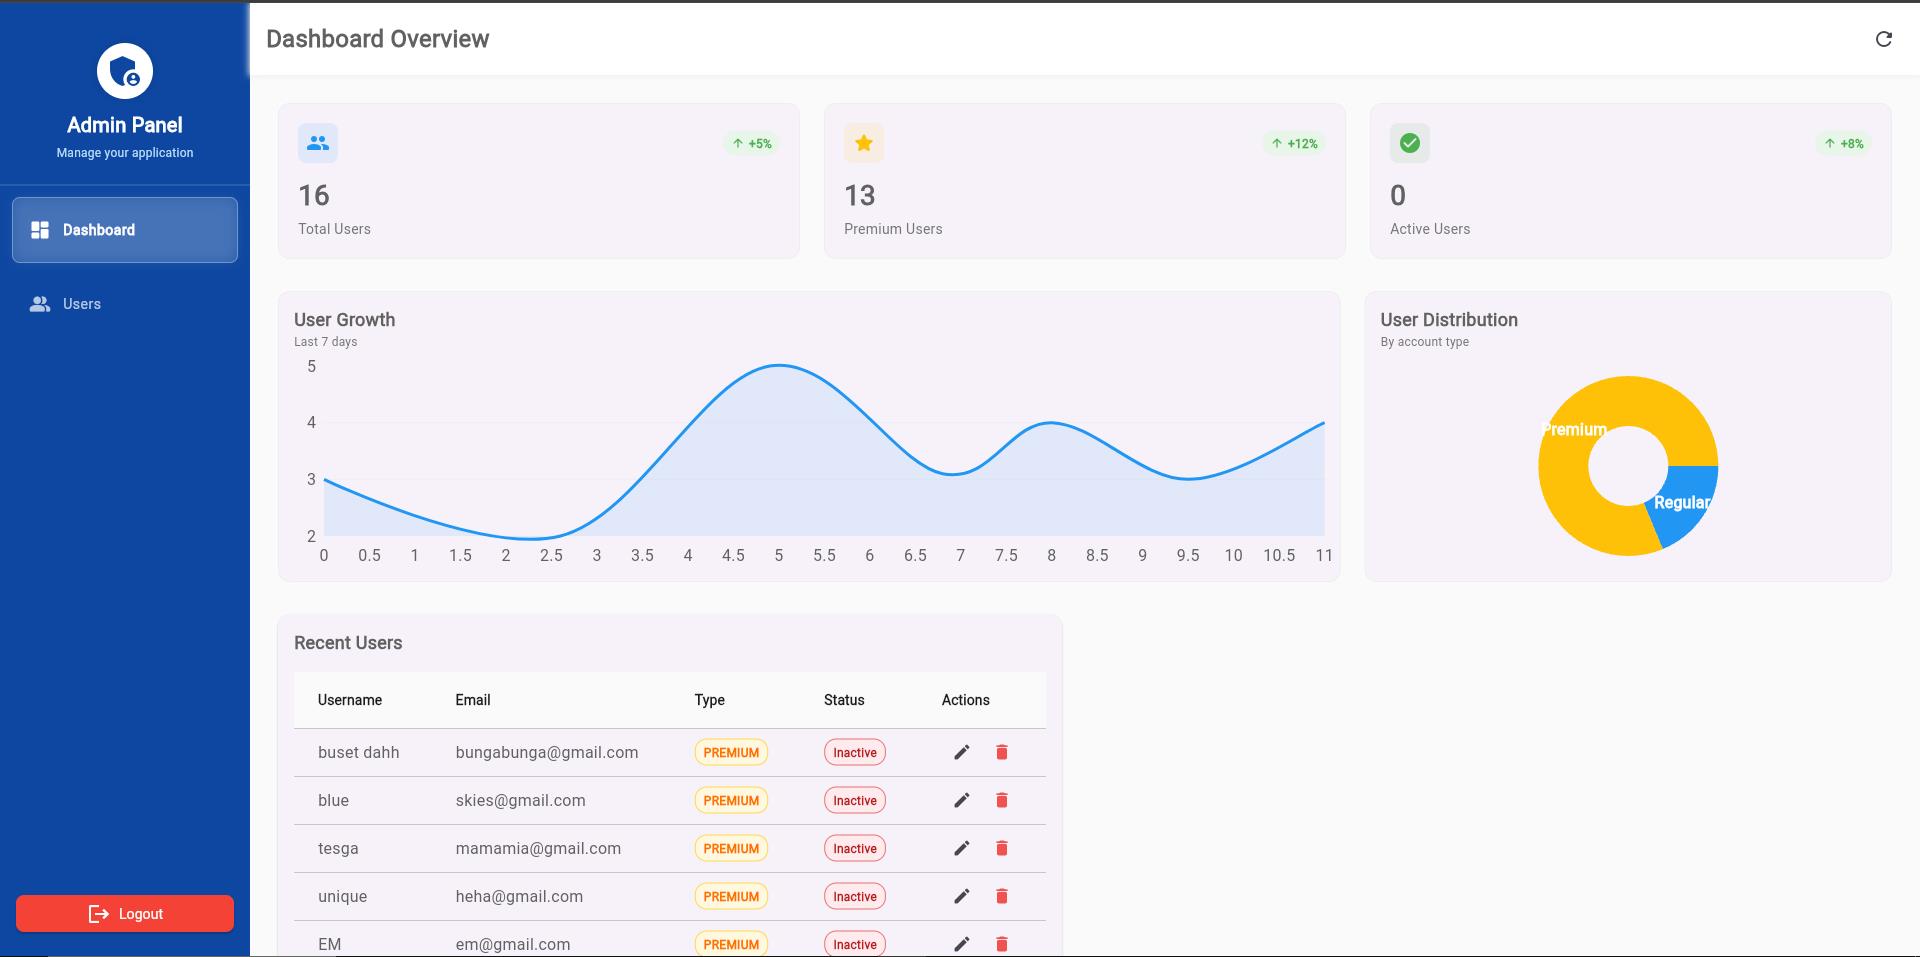 Admin Panel
Manage your application
Dashboard
Users
Logout
Dashboard Overview
+5%
16
Total Users
+12%
13
Premium Users
+8%
0
Active Users
User Growth
Last 7 days
5
4
3
2
0 0.5 1 1.5 2 2.5 3 3.5 4 4.5 5 5.5 6 6.5 7 7.5 8 8.5 9 9.5 10 10.5 11
User Distribution
By account type
Premium
Regular
Recent Users
Username Email Type Status Actions
buset dahh bungabunga@gmail.com PREMIUM Inactive
blue skies@gmail.com PREMIUM Inactive
tesga mamamia@gmail.com PREMIUM Inactive
unique heha@gmail.com PREMIUM Inactive
EM em@gmail.com PREMIUM Inactive